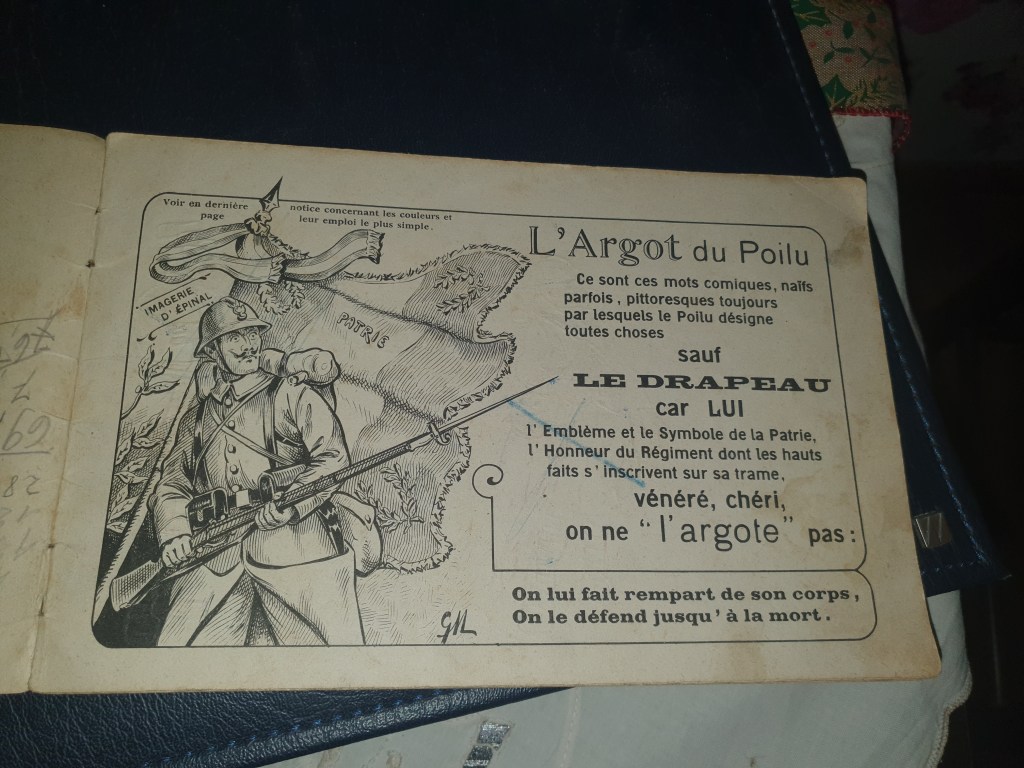 Voir en dernière
page
notice concernant les couleurs et
leur emploi le plus simple.
IMAGERIE
D'ÉPINAL
PATRIE
GM
L'Argot du Poilu
Ce sont ces mots comiques, naïfs
parfois, pittoresques toujours
par lesquels le Poilu désigne
toutes choses
sauf
LE DRAPEAU
car LUI
l'Emblème et le Symbole de la Patrie,
l'Honneur du Régiment dont les hauts
faits s'inscrivent sur sa trame,
vénéré, chéri,
on ne "l'argote" pas :
On lui fait rempart de son corps,
On le défend jusqu'à la mort.